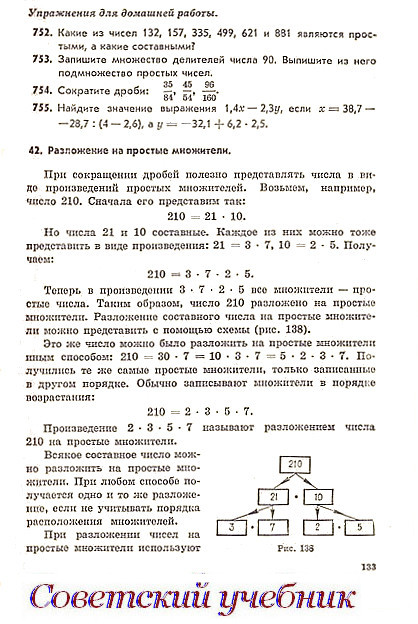 Упражнения для домашней работы.
752. Какие из чисел 132, 157, 335, 499, 621 и 881 являются прос-
тыми, а какие составными?
753. Запишите множество делителей числа 90. Выпишите из него
подмножество простых чисел.
754. Сократите дроби: 35/84, 45/54, 96/160.
755. Найдите значение выражения 1,4x — 2,3y, если x = 38,7 —
—28,7 : (4 — 2,6), а y = —32,1 + 6,2 · 2,5.
42. Разложение на простые множители.
При сокращении дробей полезно представлять числа в ви-
де произведений простых множителей. Возьмем, например,
число 210. Сначала его представим так:
210 = 21 · 10.
Но числа 21 и 10 составные. Каждое из них можно тоже
представить в виде произведения: 21 = 3 · 7, 10 = 2 · 5. Полу-
чаем:
210 = 3 · 7 · 2 · 5.
Теперь в произведении 3 · 7 · 2 · 5 все множители — про-
стые числа. Таким образом, число 210 разложено на простые
множители. Разложение составного числа на простые множите-
ли можно представить с помощью схемы (рис. 138).
Это же число можно было разложить на простые множители
иным способом: 210 = 30 · 7 = 10 · 3 · 7 = 5 · 2 · 3 · 7. По-
лучились те же самые простые множители, только записанные
в другом порядке. Обычно записывают множители в порядке
возрастания:
210 = 2 · 3 · 5 · 7.
Произведение 2 · 3 · 5 · 7 называют разложением числа
210 на простые множители.
Всякое составное число мож-
но разложить на простые мно-
жители. При любом способе по-
лучается одно и то же разложе-
ние, если не учитывать порядка
расположения множителей.
При разложении чисел на
простые множители используют
210
21 · 10
3 · 7 2 · 5
Рис. 138
133
Советский учебник